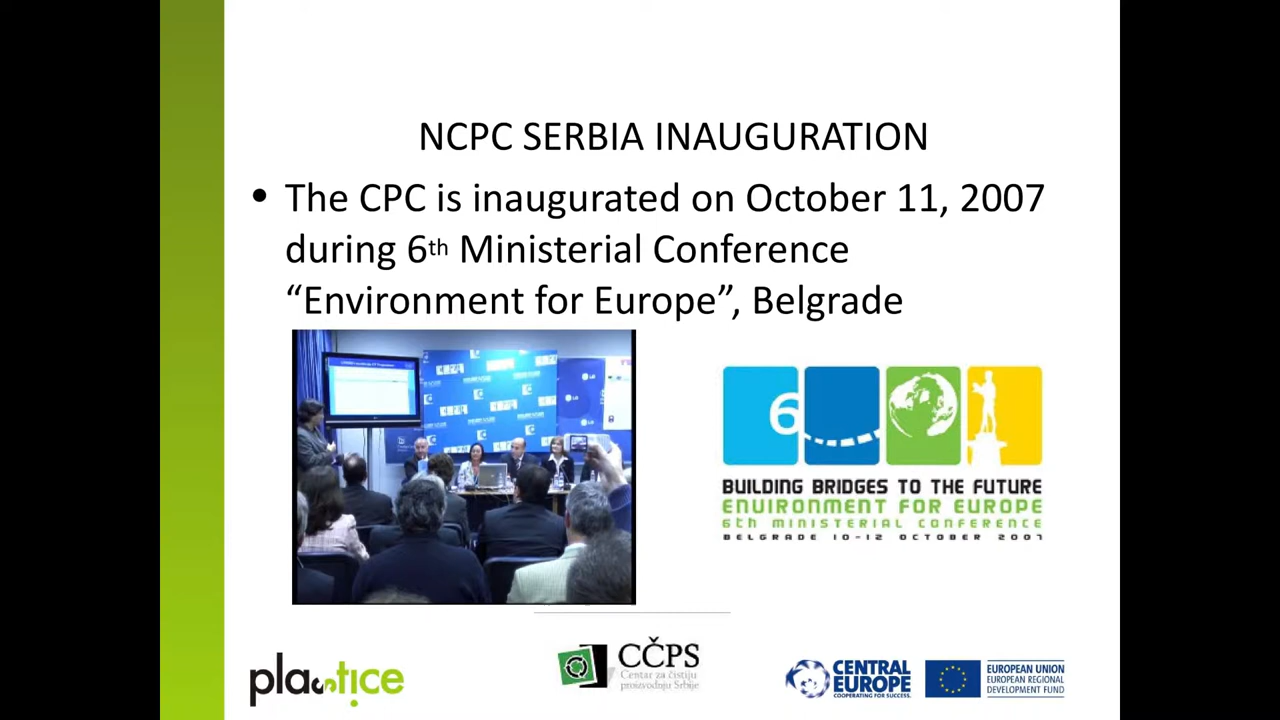 NCPC SERBIA INAUGURATION
• The CPC is inaugurated on October 11, 2007
during 6th Ministerial Conference
“Environment for Europe”, Belgrade
6
BUILDING BRIDGES TO THE FUTURE
ENVIRONMENT FOR EUROPE
6th MINISTERIAL CONFERENCE
BELGRADE 10-12 OCTOBER 2007
LG
LG
plastice
CČPS
Centar za čistiju
proizvodnju Srbije
CENTRAL
EUROPE
COOPERATING FOR SUCCESS.
EUROPEAN UNION
EUROPEAN REGIONAL
DEVELOPMENT FUND